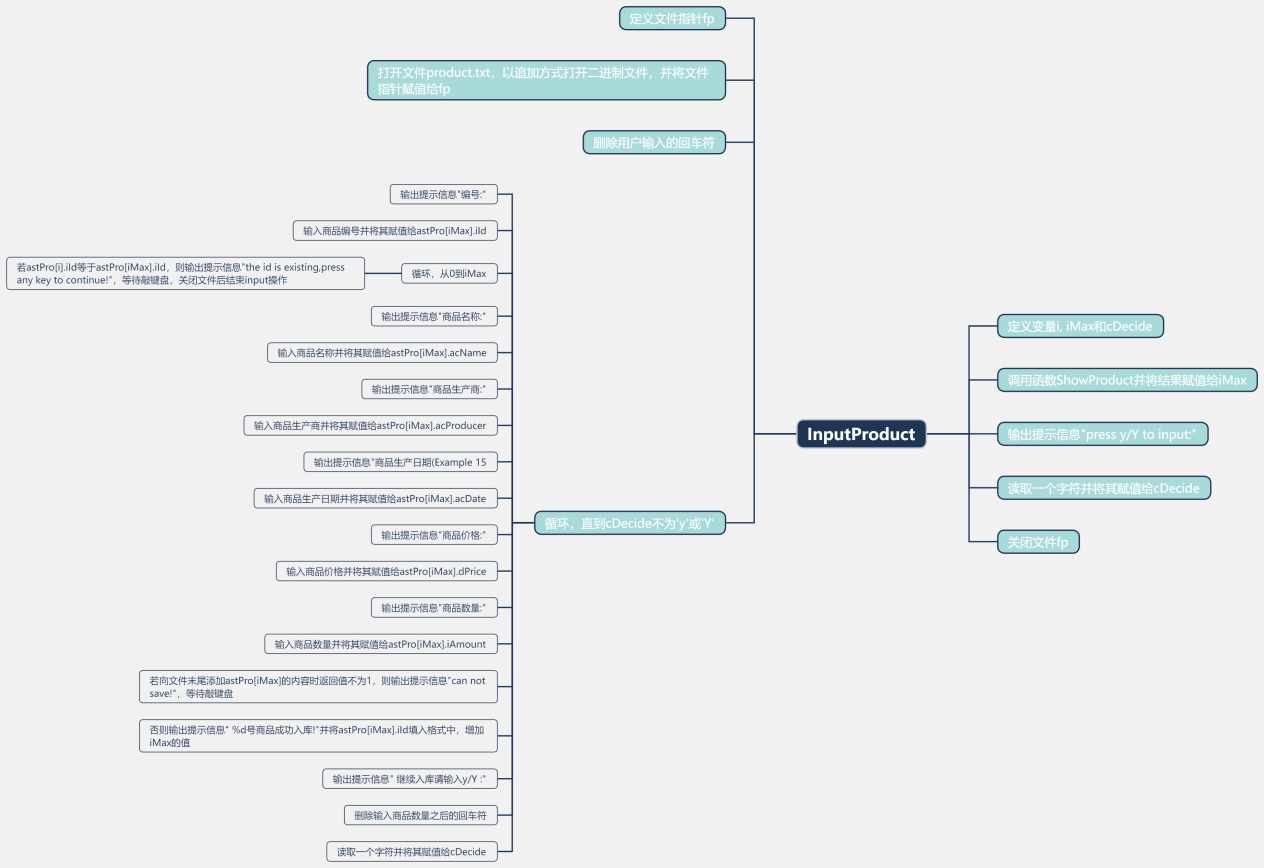 定义文件指针fp
打开文件product.txt，以追加方式打开二进制文件，并将文件
指针赋值给fp
删除用户输入的回车符
输出提示信息"编号:"
输入商品编号并将其赋值给astPro[iMax].iId
若astPro[i].iId等于astPro[iMax].iId，则输出提示信息"the id is existing,press
any key to continue!"，等待敲键盘，关闭文件后结束input操作
循环，从0到iMax
输出提示信息"商品名称:"
输入商品名称并将其赋值给astPro[iMax].acName
输出提示信息"商品生产商:"
输入商品生产商并将其赋值给astPro[iMax].acProducer
输出提示信息"商品生产日期(Example 15
输入商品生产日期并将其赋值给astPro[iMax].acDate
输出提示信息"商品价格:"
输入商品价格并将其赋值给astPro[iMax].dPrice
输出提示信息"商品数量:"
输入商品数量并将其赋值给astPro[iMax].iAmount
若向文件末尾添加astPro[iMax]的内容时返回值不为1，则输出提示信息"can not
save!"，等待敲键盘
否则输出提示信息" %d号商品成功入库!"并将astPro[iMax].iId填入格式中，增加
iMax的值
输出提示信息" 继续入库请输入y/Y :"
删除输入商品数量之后的回车符
读取一个字符并将其赋值给cDecide
循环，直到cDecide不为'y'或'Y'
InputProduct
定义变量i, iMax和cDecide
调用函数ShowProduct并将结果赋值给iMax
输出提示信息"press y/Y to input:"
读取一个字符并将其赋值给cDecide
关闭文件fp